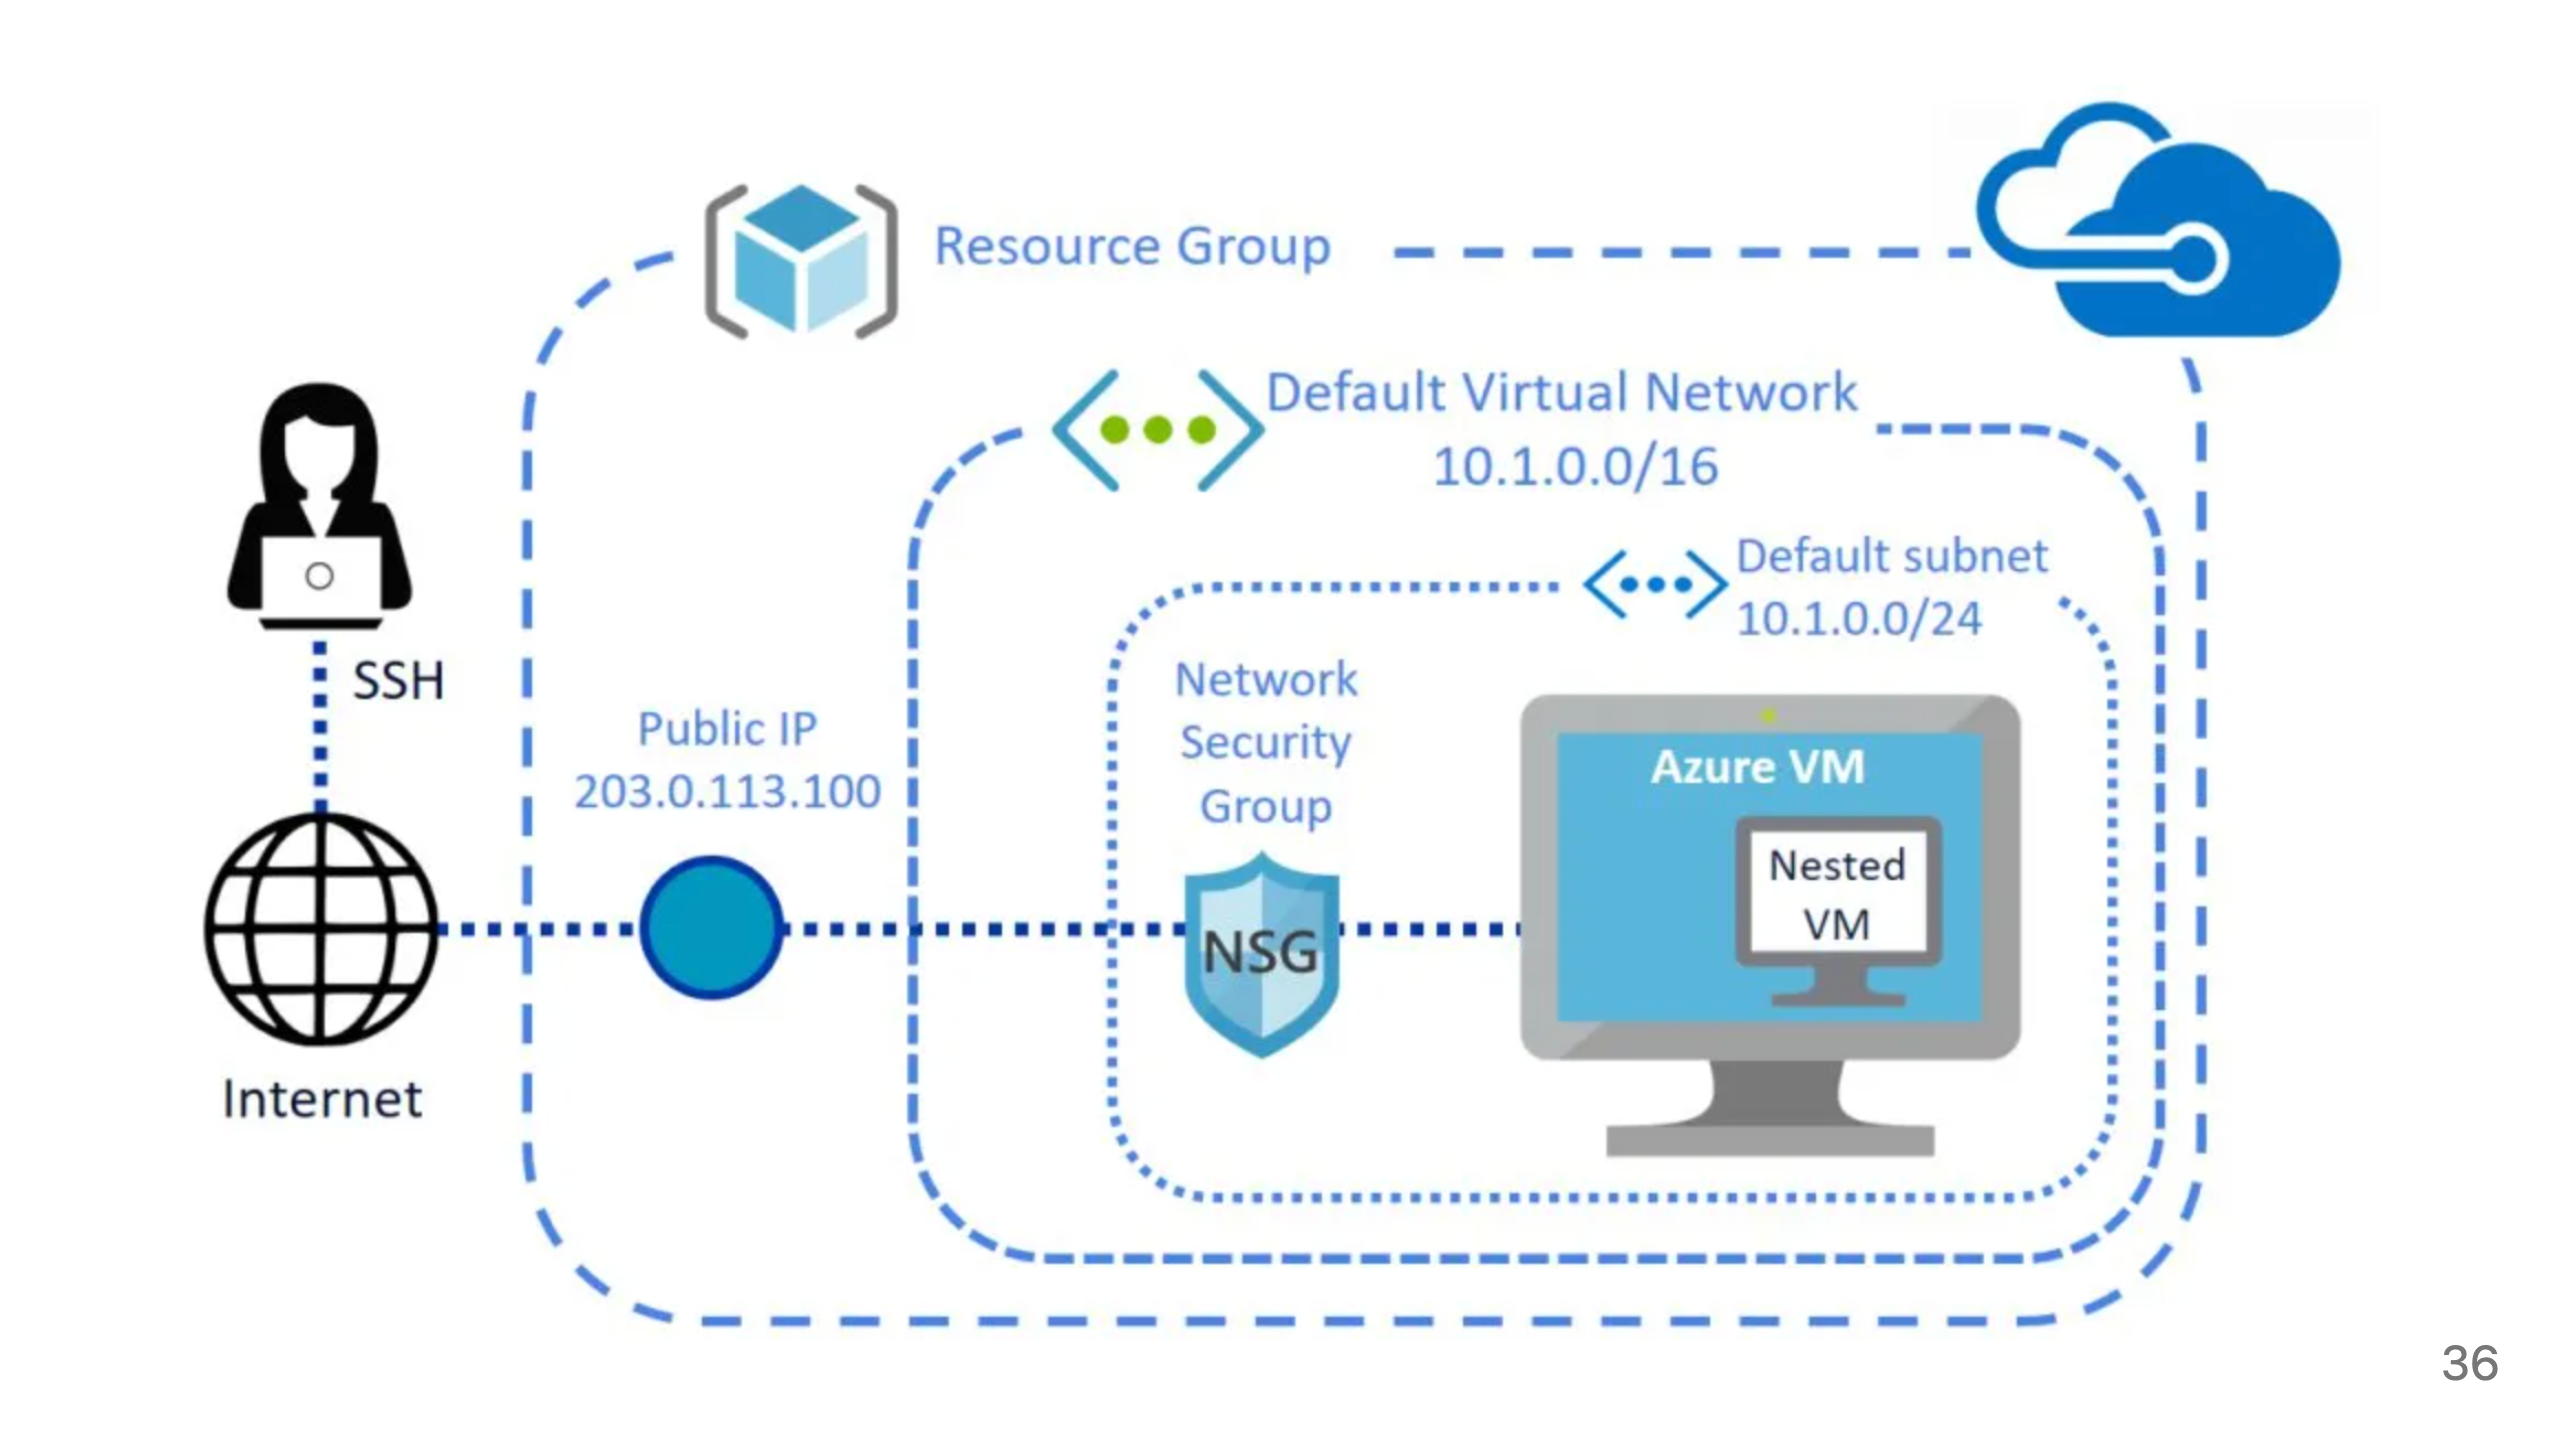 Resource Group
Default Virtual Network
10.1.0.0/16
Default subnet
10.1.0.0/24
SSH
Public IP
203.0.113.100
Network
Security
Group
NSG
Azure VM
Nested
VM
Internet
36